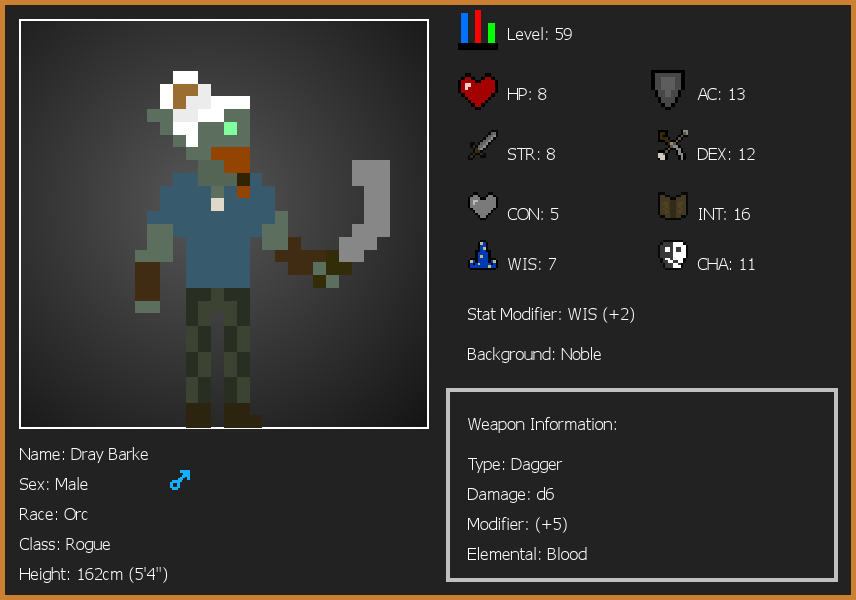 Level: 59
HP: 8
AC: 13
STR: 8
DEX: 12
CON: 5
INT: 16
WIS: 7
CHA: 11
Stat Modifier: WIS (+2)
Background: Noble
Weapon Information:
Type: Dagger
Damage: d6
Modifier: (+5)
Elemental: Blood
Name: Dray Barke
Sex: Male
Race: Orc
Class: Rogue
Height: 162cm (5'4")